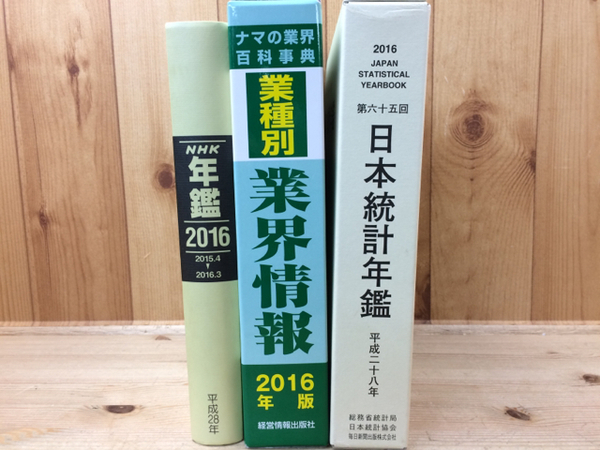 NHK
年鑑
2016
2015.4
▼
2016.3
平成28年
ナマの業界
百科事典
業種別
業界情報
2016
年版
経営情報出版社
2016
JAPAN
STATISTICAL
YEARBOOK
第六十五回
日本統計年鑑
平成二十八年
総務省統計局
日本統計協会
毎日新聞出版株式会社